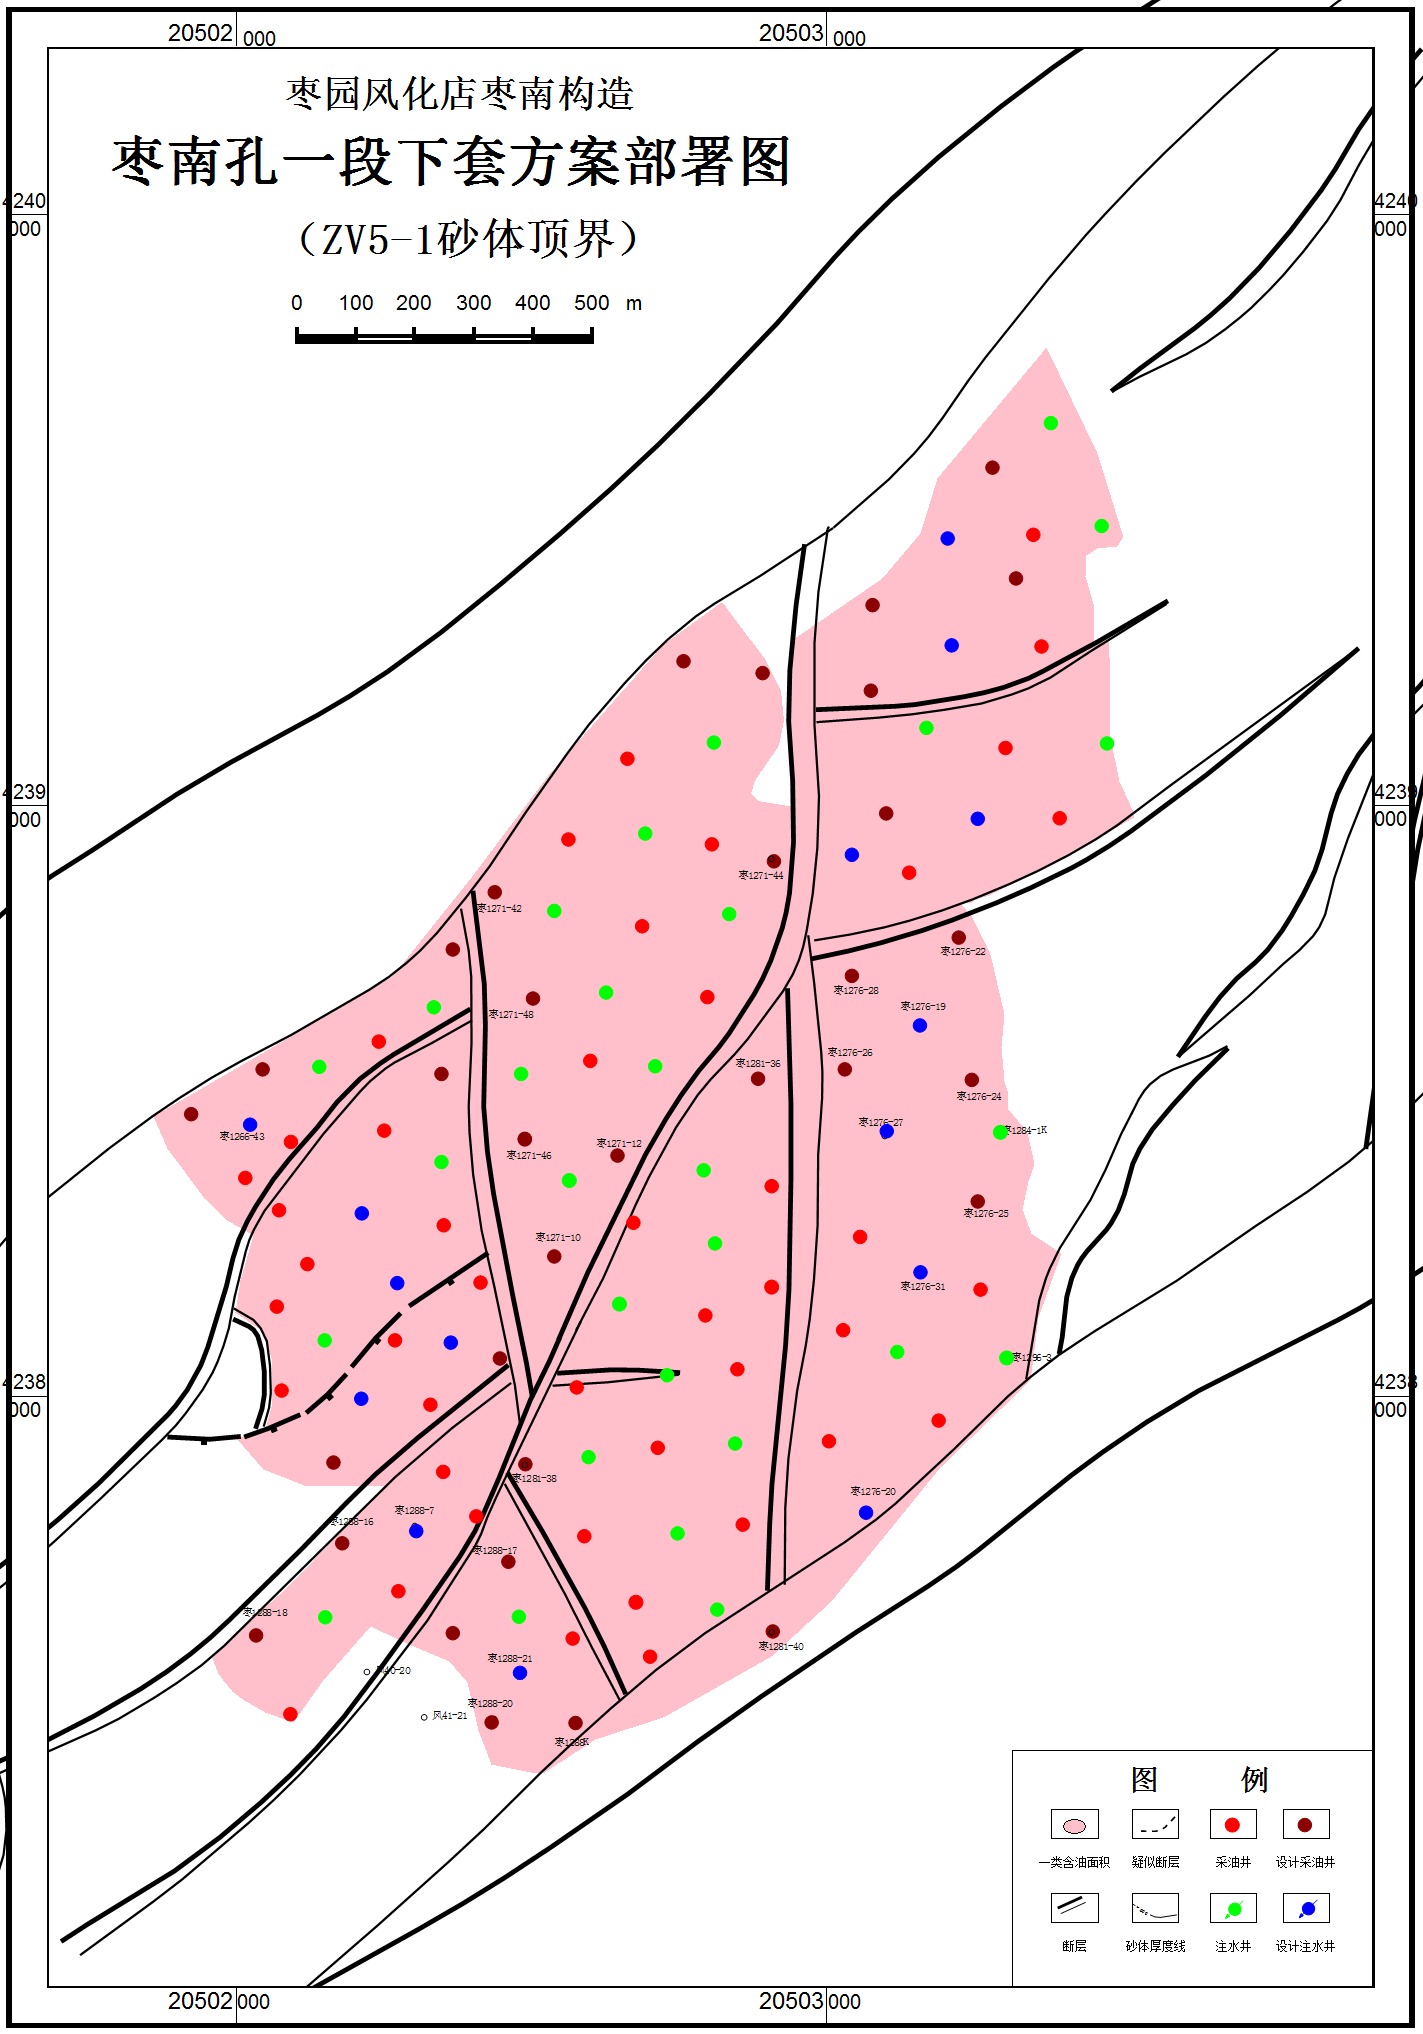 20502 000
20503 000
枣园风化店枣南构造
枣南孔一段下套方案部署图
（ZV5-1砂体顶界）
4240
000
4240
000
0 100 200 300 400 500 m
4239
000
4239
000
枣1271-44
枣1271-42
枣1276-22
枣1276-28
枣1276-19
枣1271-48
枣1276-26
枣1281-36
枣1276-24
枣1276-27
枣1284-1K
枣1266-43
枣1271-12
枣1271-46
枣1276-25
枣1271-10
枣1276-31
枣1296-3
4238
000
4238
000
枣1281-38
枣1276-20
枣1288-7
枣1288-16
枣1288-17
枣1288-18
枣1281-40
枣1288-21
风41-21
枣1288-20
枣1288K
图 例
一类含油面积 疑似断层 采油井 设计采油井
断层 砂体厚度线 注水井 设计注水井
20502 000
20503 000